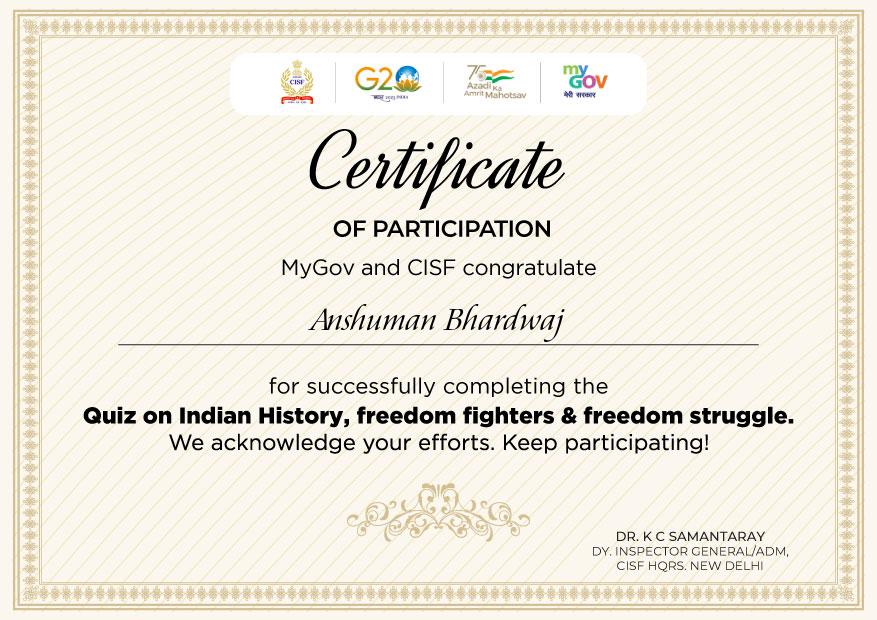 CISF
G20
2023 INDIA
75
Azadi Ka
Amrit Mahotsav
my
GOV
मेरी सरकार
Certificate
OF PARTICIPATION
MyGov and CISF congratulate
Anshuman Bhardwaj
for successfully completing the
Quiz on Indian History, freedom fighters & freedom struggle.
We acknowledge your efforts. Keep participating!
DR. K C SAMANTARAY
DY. INSPECTOR GENERAL/ADM,
CISF HQRS. NEW DELHI